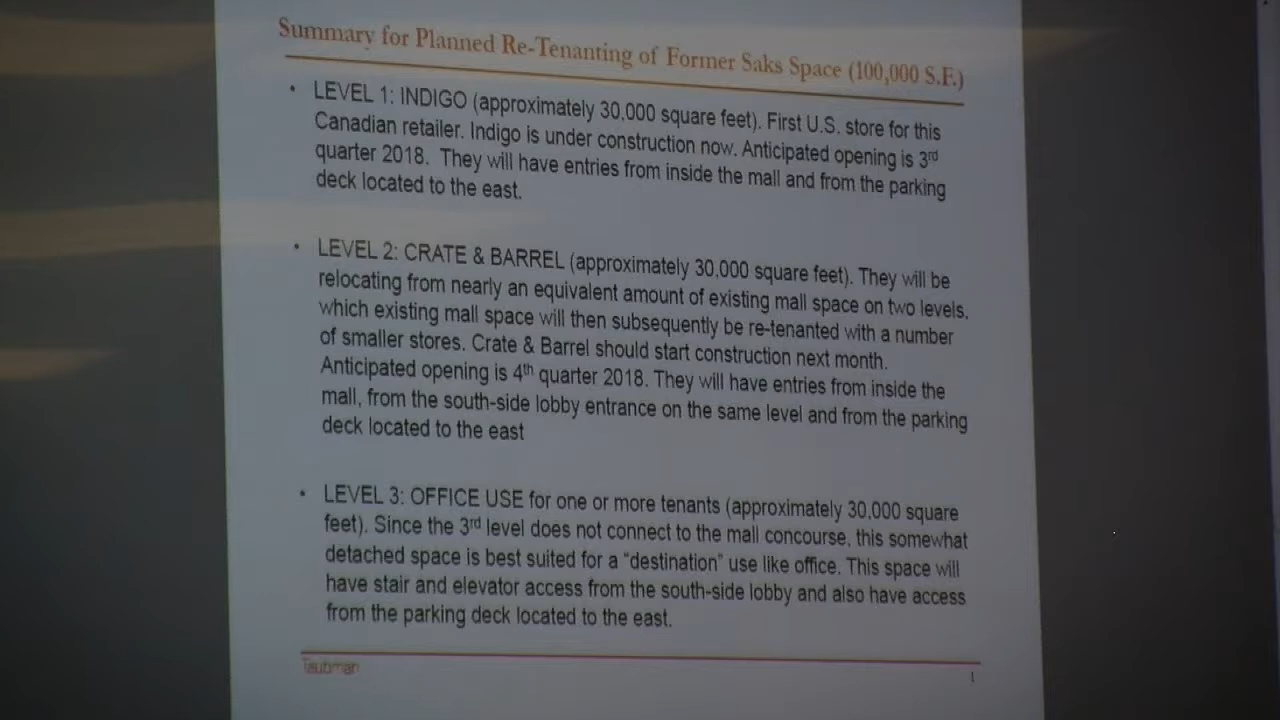 Summary for Planned Re-Tenanting of Former Saks Space (100,000 S.F.)
• LEVEL 1: INDIGO (approximately 30,000 square feet). First U.S. store for this
Canadian retailer. Indigo is under construction now. Anticipated opening is 3rd
quarter 2018. They will have entries from inside the mall and from the parking
deck located to the east.
• LEVEL 2: CRATE & BARREL (approximately 30,000 square feet). They will be
relocating from nearly an equivalent amount of existing mall space on two levels,
which existing mall space will then subsequently be re-tenanted with a number
of smaller stores. Crate & Barrel should start construction next month.
Anticipated opening is 4th quarter 2018. They will have entries from inside the
mall, from the south-side lobby entrance on the same level and from the parking
deck located to the east
• LEVEL 3: OFFICE USE for one or more tenants (approximately 30,000 square
feet). Since the 3rd level does not connect to the mall concourse, this somewhat
detached space is best suited for a “destination” use like office. This space will
have stair and elevator access from the south-side lobby and also have access
from the parking deck located to the east.
Taubman
1